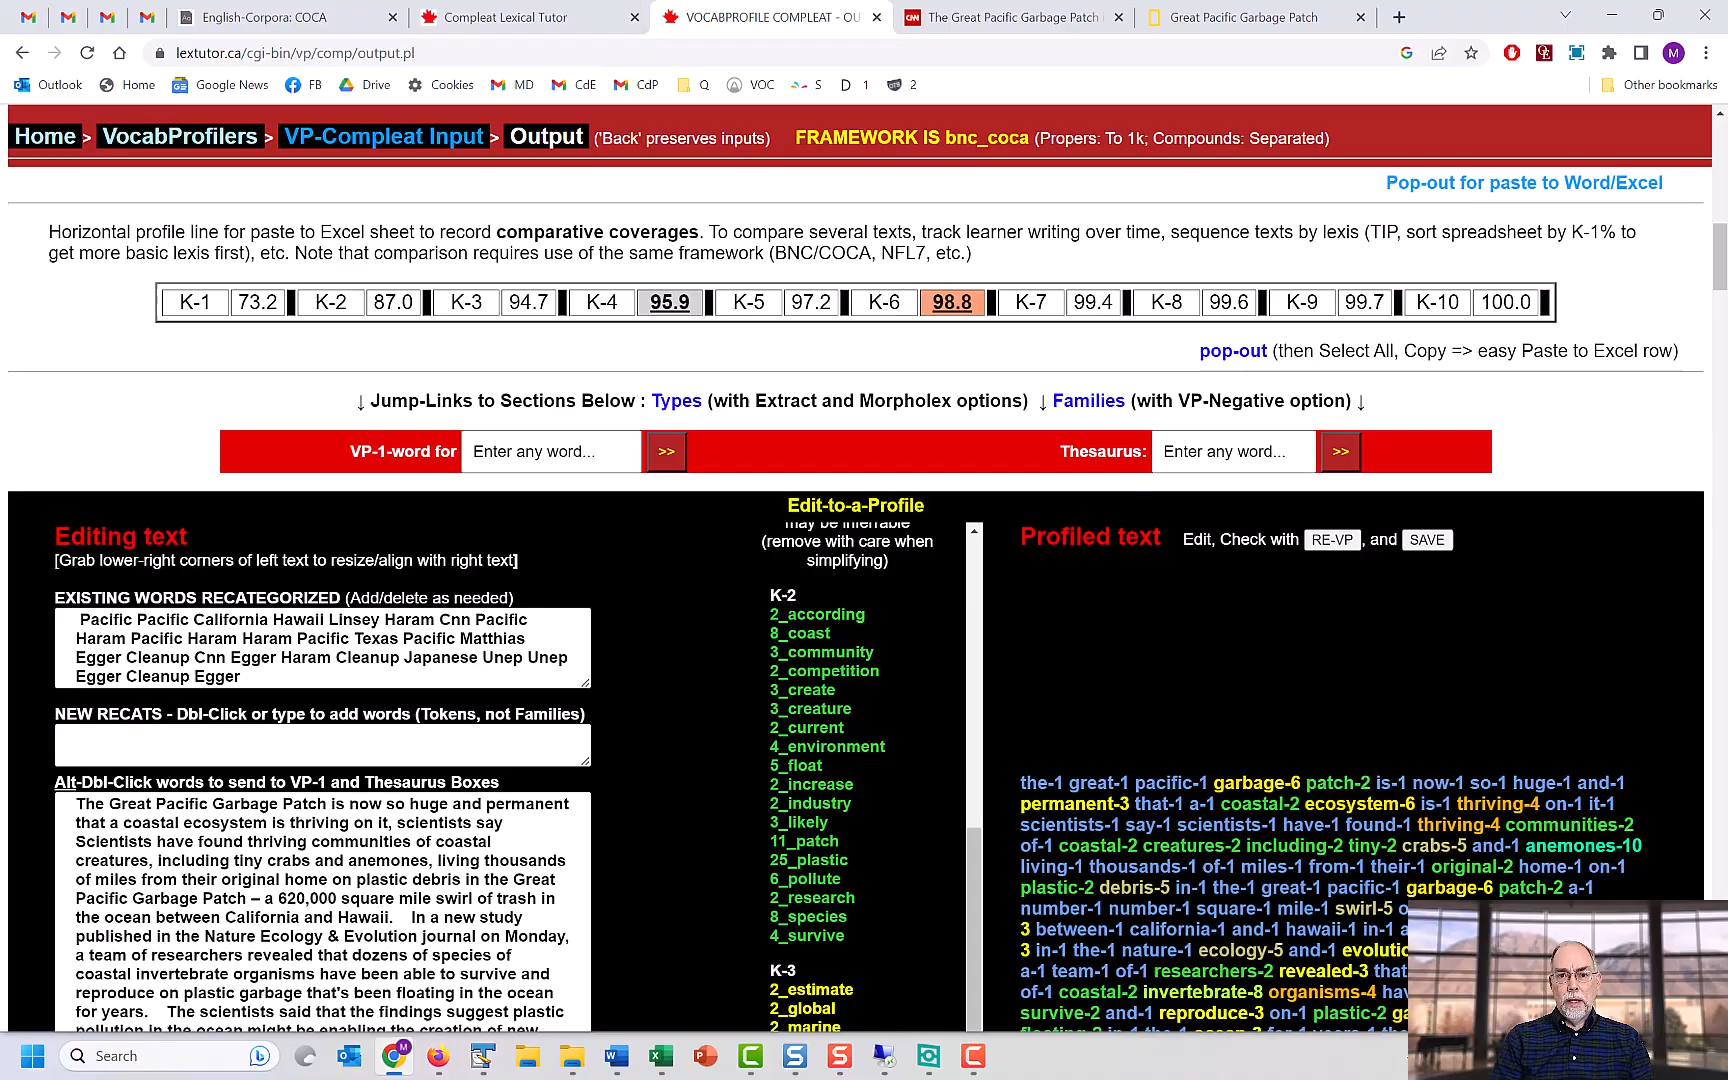 English-Corpora: COCA
Compleat Lexical Tutor
VOCABPROFILE COMPLEAT - OU
CNN The Great Pacific Garbage Patch i
Great Pacific Garbage Patch
lextutor.ca/cgi-bin/vp/comp/output.pl
M
Outlook Home Google News FB Drive Cookies MD CdE CdP Q VOC S D 1 2 Other bookmarks
Home > VocabProfilers > VP-Compleat Input > Output ('Back' preserves inputs) FRAMEWORK IS bnc_coca (Propers: To 1k; Compounds: Separated)
Pop-out for paste to Word/Excel
Horizontal profile line for paste to Excel sheet to record comparative coverages. To compare several texts, track learner writing over time, sequence texts by lexis (TIP, sort spreadsheet by K-1% to
get more basic lexis first), etc. Note that comparison requires use of the same framework (BNC/COCA, NFL7, etc.)
K-1 73.2 K-2 87.0 K-3 94.7 K-4 95.9 K-5 97.2 K-6 98.8 K-7 99.4 K-8 99.6 K-9 99.7 K-10 100.0
pop-out (then Select All, Copy => easy Paste to Excel row)
↓ Jump-Links to Sections Below : Types (with Extract and Morpholex options) ↓ Families (with VP-Negative option) ↓
VP-1-word for Enter any word... >> Thesaurus: Enter any word... >>
Edit-to-a-Profile
Editing text
[Grab lower-right corners of left text to resize/align with right text]
EXISTING WORDS RECATEGORIZED (Add/delete as needed)
Pacific Pacific California Hawaii Linsey Haram Cnn Pacific
Haram Pacific Haram Haram Pacific Texas Pacific Matthias
Egger Cleanup Cnn Egger Haram Cleanup Japanese Unep Unep
Egger Cleanup Egger
NEW RECATS - Dbl-Click or type to add words (Tokens, not Families)
Alt-Dbl-Click words to send to VP-1 and Thesaurus Boxes
The Great Pacific Garbage Patch is now so huge and permanent
that a coastal ecosystem is thriving on it, scientists say
Scientists have found thriving communities of coastal
creatures, including tiny crabs and anemones, living thousands
of miles from their original home on plastic debris in the Great
Pacific Garbage Patch – a 620,000 square mile swirl of trash in
the ocean between California and Hawaii. In a new study
published in the Nature Ecology & Evolution journal on Monday,
a team of researchers revealed that dozens of species of
coastal invertebrate organisms have been able to survive and
reproduce on plastic garbage that's been floating in the ocean
for years. The scientists said that the findings suggest plastic
pollution in the ocean might be enabling the creation of new
may be inferrable
(remove with care when
simplifying)
K-2
2_according
8_coast
3_community
2_competition
3_create
3_creature
2_current
4_environment
5_float
2_increase
2_industry
3_likely
11_patch
25_plastic
6_pollute
2_research
8_species
4_survive
K-3
2_estimate
2_global
2_marine
Profiled text Edit, Check with RE-VP, and SAVE
the-1 great-1 pacific-1 garbage-6 patch-2 is-1 now-1 so-1 huge-1 and-1
permanent-3 that-1 a-1 coastal-2 ecosystem-6 is-1 thriving-4 on-1 it-1
scientists-1 say-1 scientists-1 have-1 found-1 thriving-4 communities-2
of-1 coastal-2 creatures-2 including-2 tiny-2 crabs-5 and-1 anemones-10
living-1 thousands-1 of-1 miles-1 from-1 their-1 original-2 home-1 on-1
plastic-2 debris-5 in-1 the-1 great-1 pacific-1 garbage-6 patch-2 a-1
number-1 number-1 square-1 mile-1 swirl-5 o
3 between-1 california-1 and-1 hawaii-1 in-1 a
3 in-1 the-1 nature-1 ecology-5 and-1 evolutio
a-1 team-1 of-1 researchers-2 revealed-3 that
of-1 coastal-2 invertebrate-8 organisms-4 hav
survive-2 and-1 reproduce-3 on-1 plastic-2 ga
Search